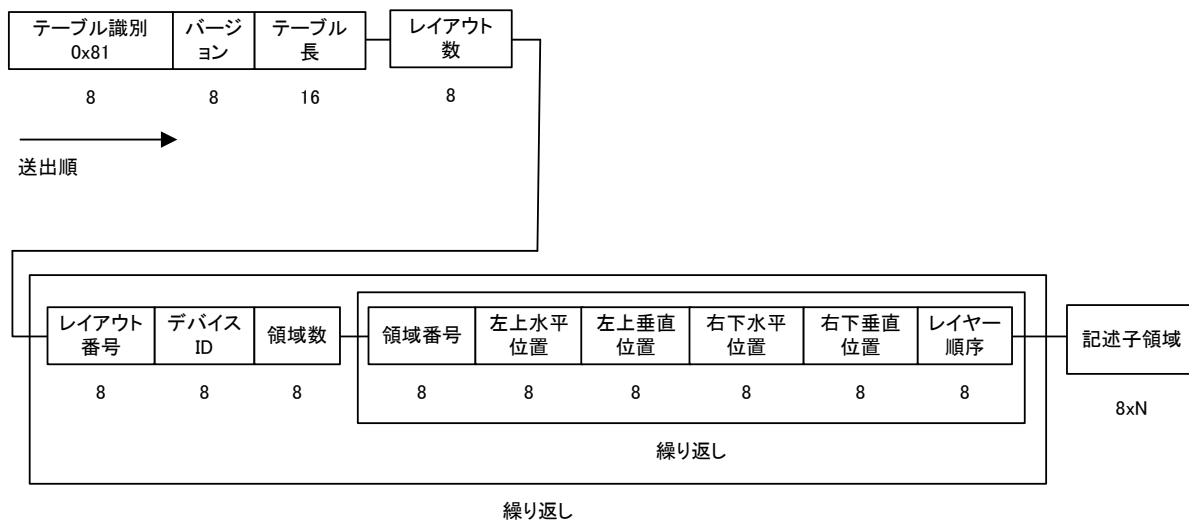 テーブル識別
0x81
バージ
ョン
テーブル
長
レイアウト
数
8
8
16
8
送出順
レイアウト
番号
デバイス
ID
領域数
領域番号
左上水平
位置
左上垂直
位置
右下水平
位置
右下垂直
位置
レイヤー
順序
記述子領域
8
8
8
8
8
8
8
8
8
8xN
繰り返し
繰り返し